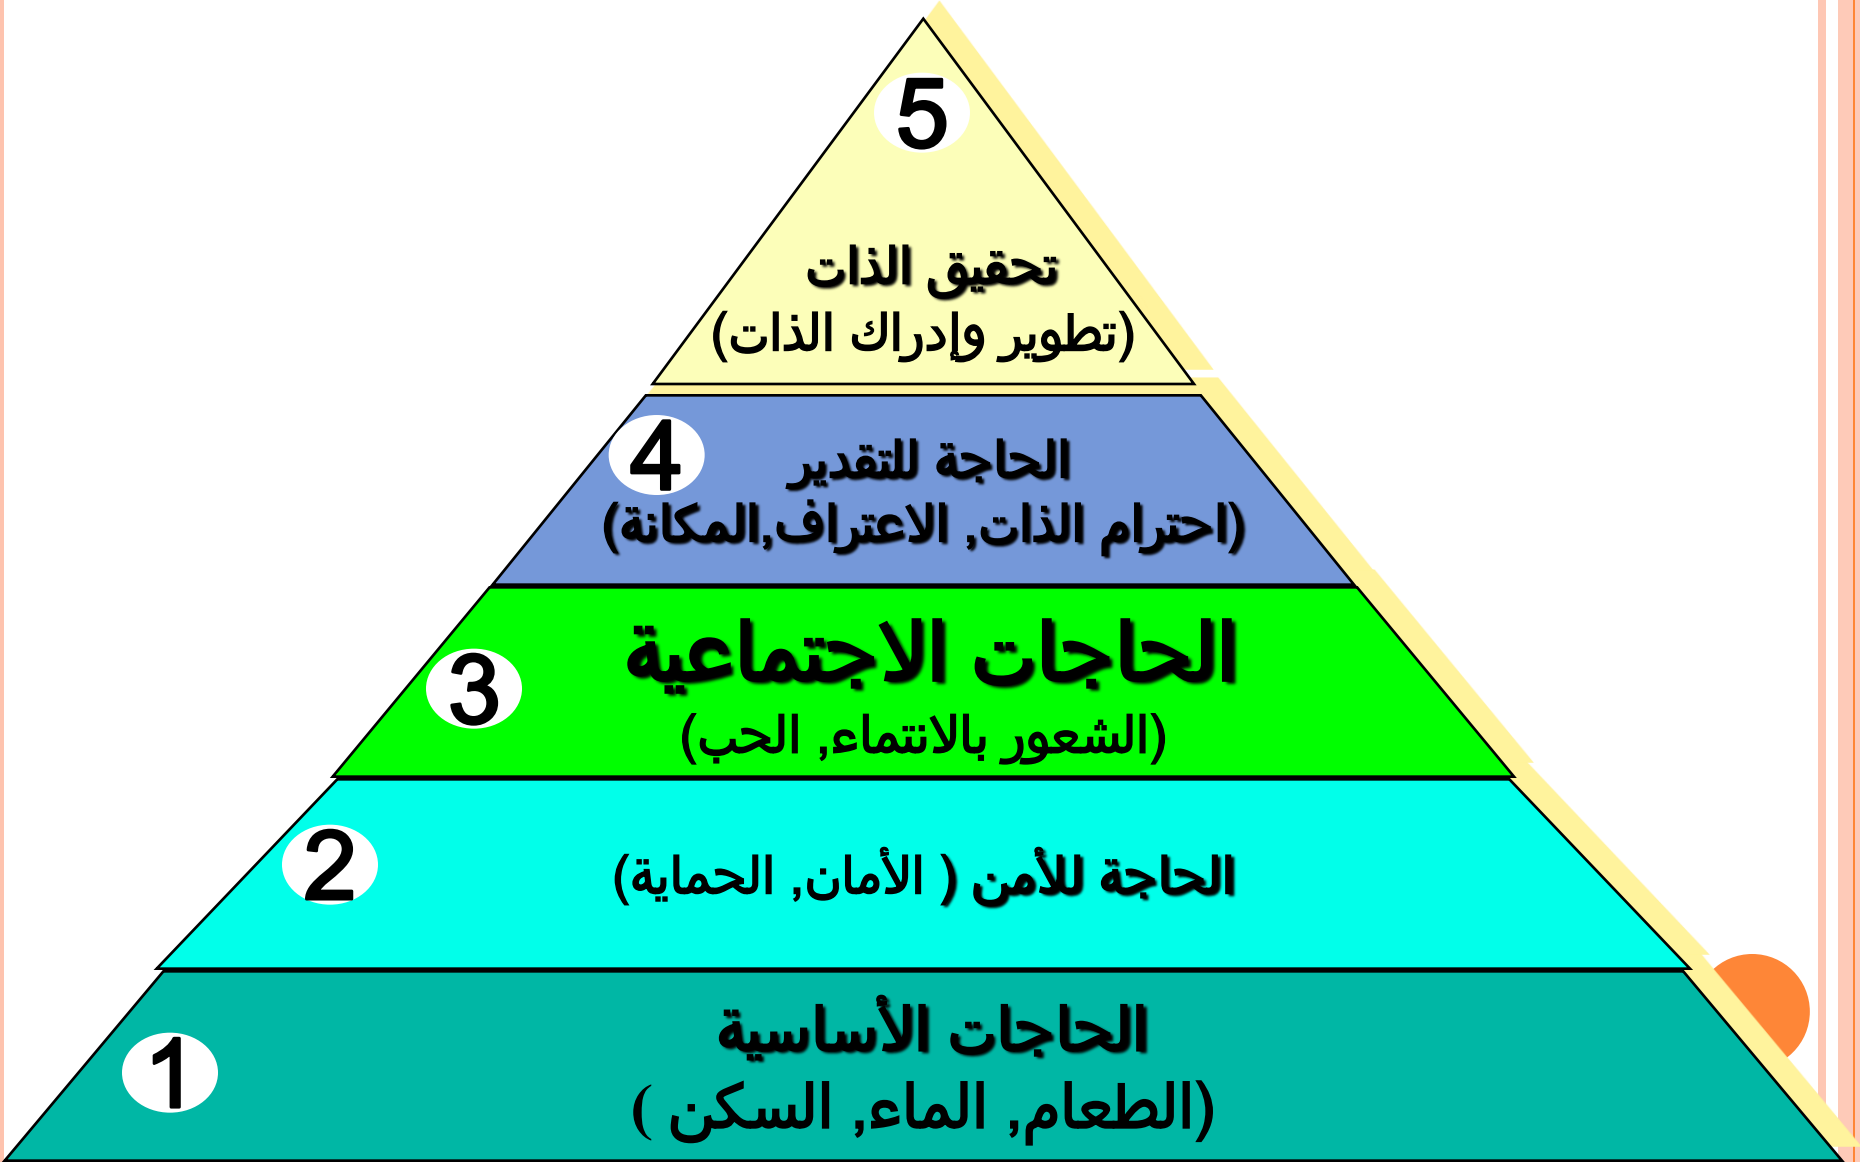 5
تحقيق الذات
(تطوير وإدراك الذات)
4
الحاجة للتقدير
(احترام الذات, الاعتراف,المكانة)
3
الحاجات الاجتماعية
(الشعور بالانتماء, الحب)
2
الحاجة للأمن ( الأمان, الحماية)
1
الحاجات الأساسية
(الطعام, الماء, السكن )